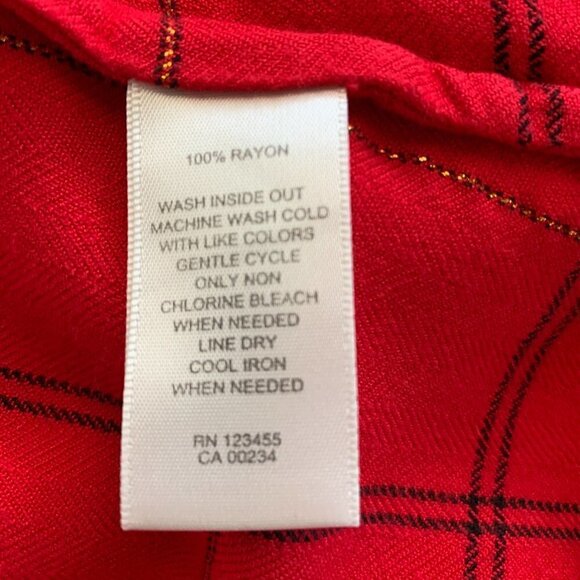 100% RAYON
WASH INSIDE OUT
MACHINE WASH COLD
WITH LIKE COLORS
GENTLE CYCLE
ONLY NON
CHLORINE BLEACH
WHEN NEEDED
LINE DRY
COOL IRON
WHEN NEEDED
RN 123455
CA 00234